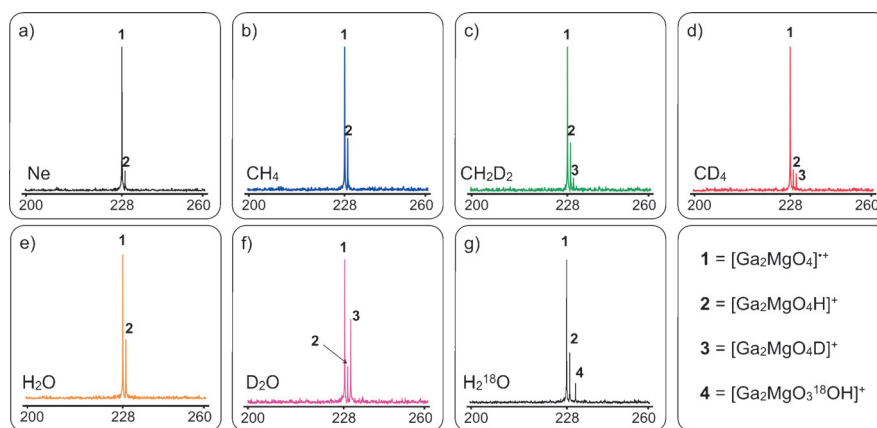 a)
1
2
Ne
200 228 260
b)
1
2
CH₄
200 228 260
c)
1
2
3
CH₂D₂
200 228 260
d)
1
2
3
CD₄
200 228 260
e)
1
2
H₂O
200 228 260
f)
1
2
3
D₂O
200 228 260
g)
1
2
4
H₂¹⁸O
200 228 260
1 = [Ga₂MgO₄]•⁺
2 = [Ga₂MgO₄H]⁺
3 = [Ga₂MgO₄D]⁺
4 = [Ga₂MgO₃¹⁸OH]⁺